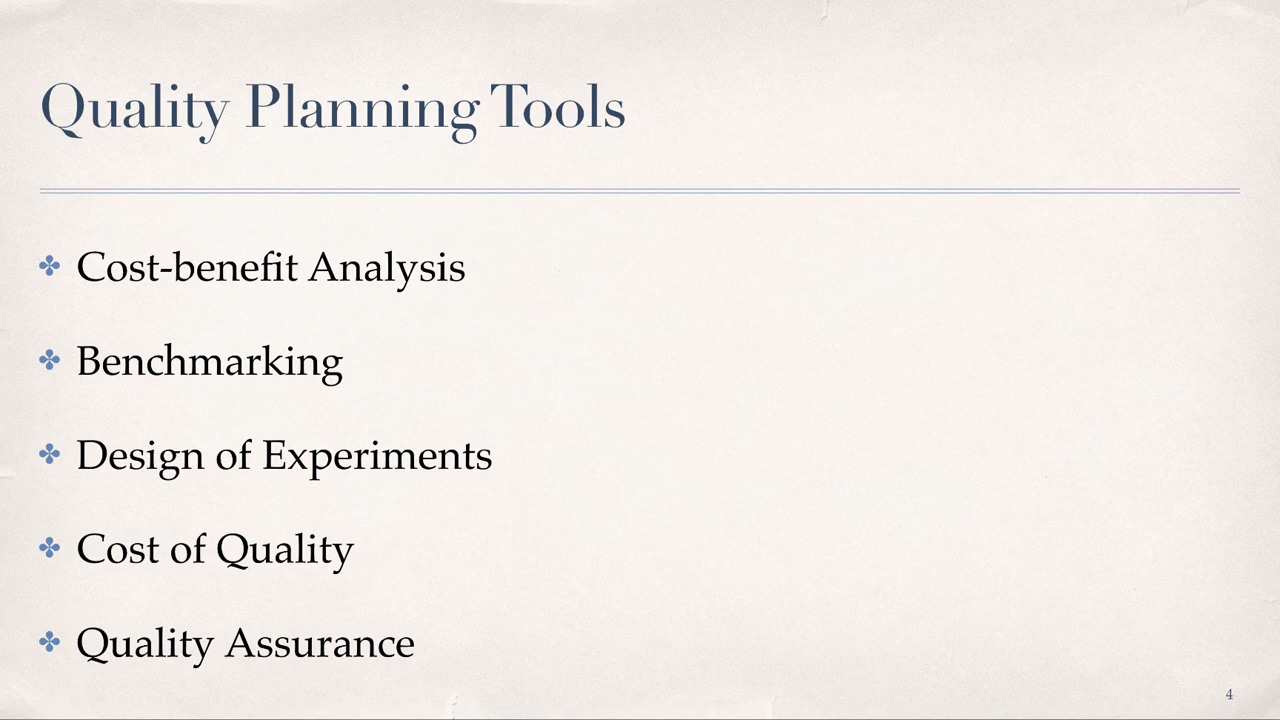 Quality Planning Tools
Cost-benefit Analysis
Benchmarking
Design of Experiments
Cost of Quality
Quality Assurance
4